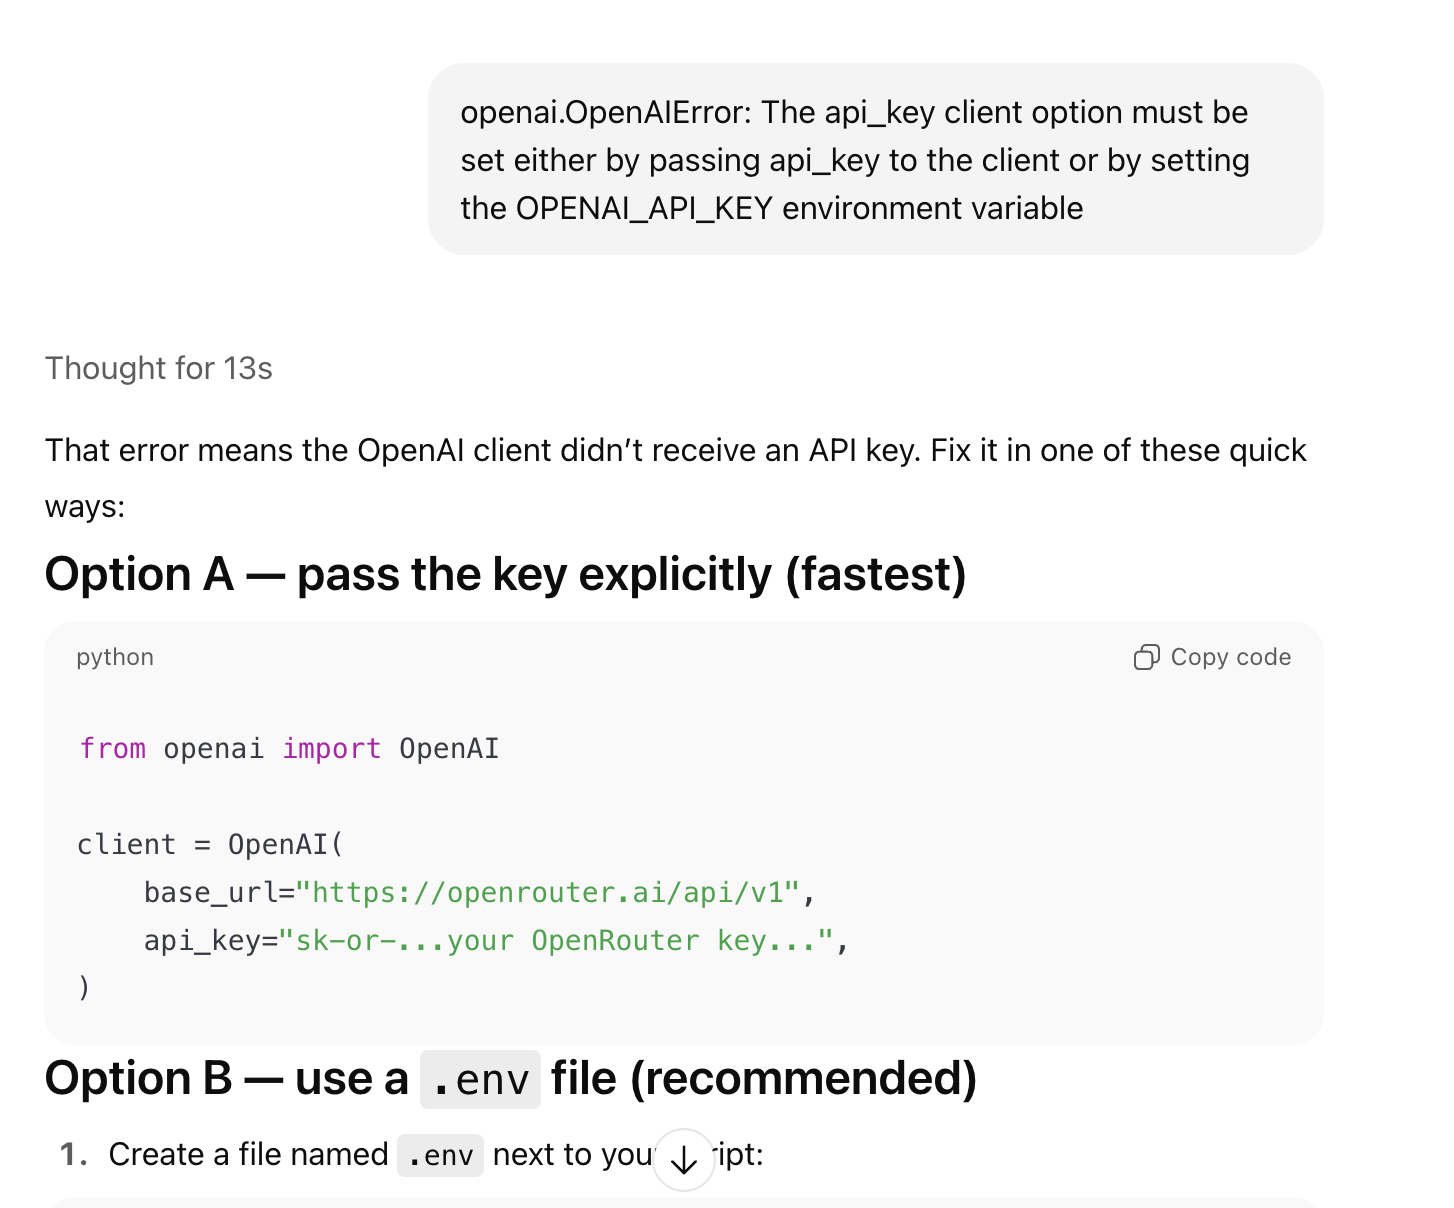 openai.OpenAIError: The api_key client option must be
set either by passing api_key to the client or by setting
the OPENAI_API_KEY environment variable
Thought for 13s
That error means the OpenAI client didn’t receive an API key. Fix it in one of these quick
ways:
Option A — pass the key explicitly (fastest)
python
Copy code
from openai import OpenAI
client = OpenAI(
    base_url="https://openrouter.ai/api/v1",
    api_key="sk-or-...your OpenRouter key...",
)
Option B — use a .env file (recommended)
1. Create a file named .env next to